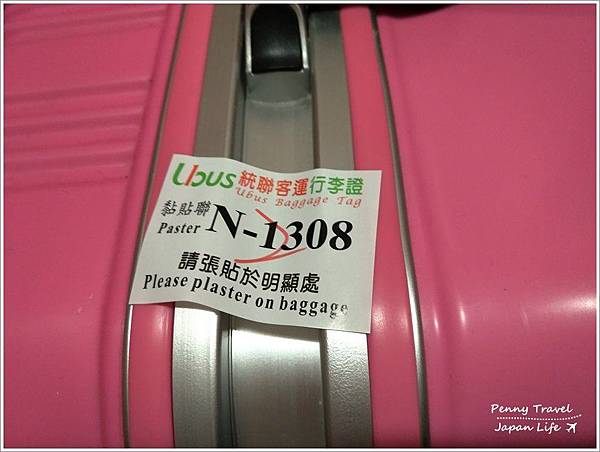 Ubus 統聯客運行李證
Ubus Baggage Tag
黏貼聯
Paster N-1308
請張貼於明顯處
Please plaster on baggage
Penny Travel
Japan Life